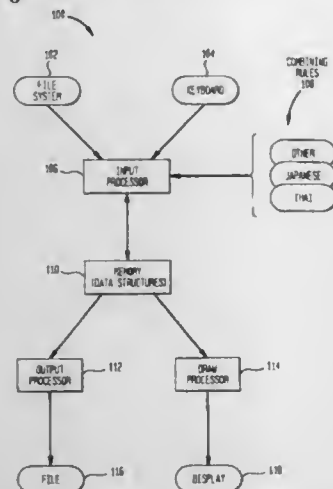 100
102
104
FILE
SYSTEM
KEYBOARD
COMBINING
RULES
108
OTHER
JAPANESE
THAI
106
INPUT
PROCESSOR
110
MEMORY
(DATA STRUCTURES)
OUTPUT
PROCESSOR
112
DRAW
PROCESSOR
114
FILE
116
DISPLAY
118